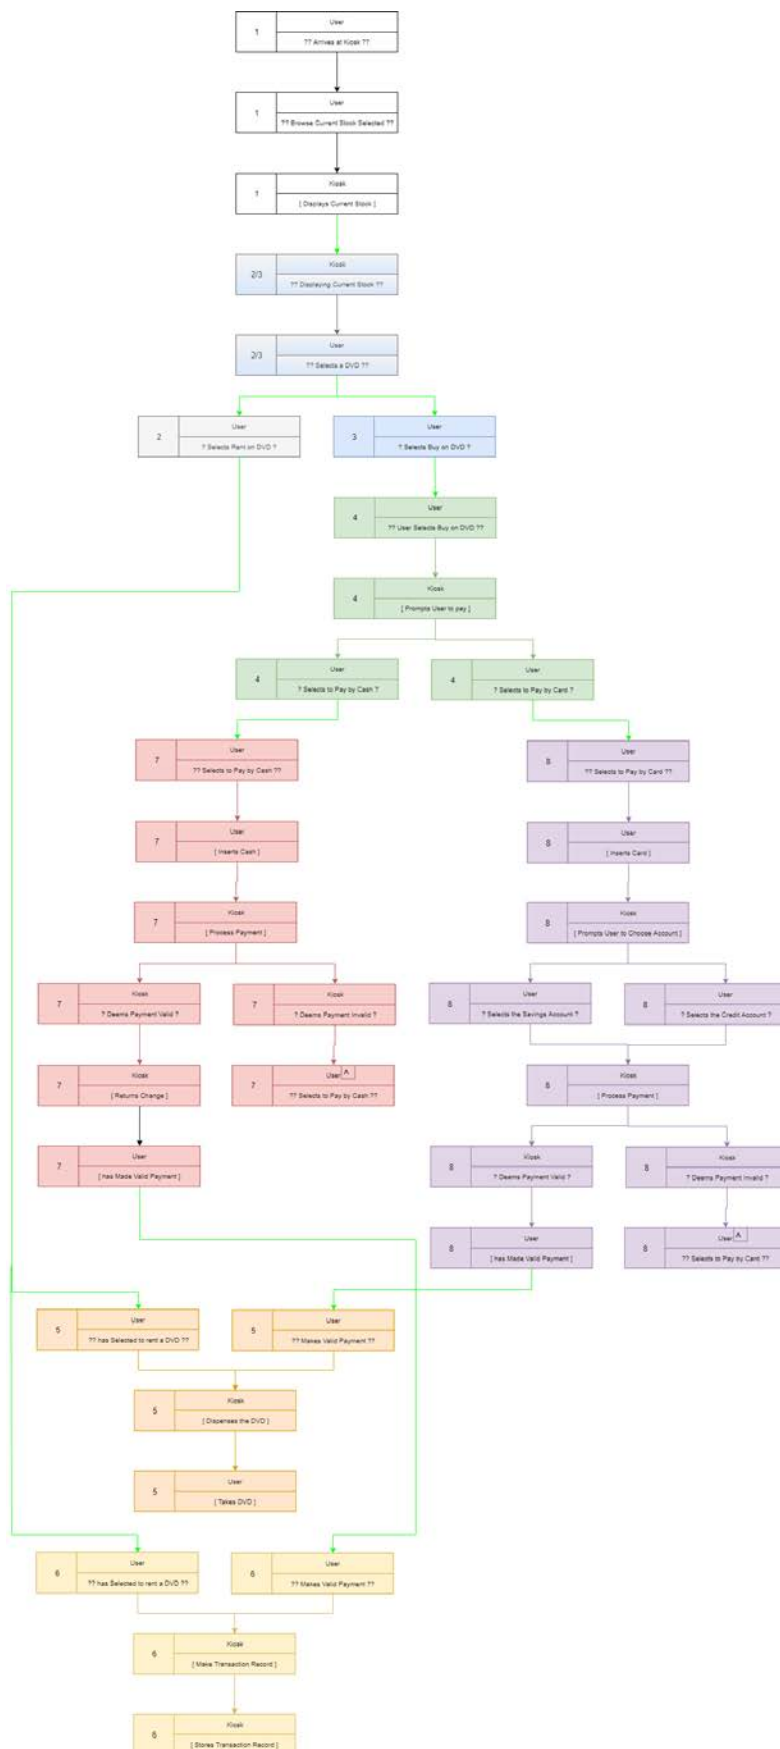 1
User
?? Arrives at Kiosk ??
1
User
?? Browse Current Stock Selected ??
1
Kiosk
[ Displays Current Stock ]
2/3
Kiosk
?? Displaying Current Stock ??
2/3
User
?? Selects a DVD ??
2
User
? Selects Rent on DVD ?
3
User
? Selects Buy on DVD ?
4
User
?? User Selects Buy on DVD ??
4
Kiosk
[ Prompts User to pay ]
4
User
? Selects to Pay by Cash ?
4
User
? Selects to Pay by Card ?
7
User
?? Selects to Pay by Cash ??
8
User
?? Selects to Pay by Card ??
7
User
[ Inserts Cash ]
8
User
[ Inserts Card ]
7
Kiosk
[ Process Payment ]
8
Kiosk
[ Prompts User to Choose Account ]
7
Kiosk
? Deems Payment Valid ?
7
Kiosk
? Deems Payment Invalid ?
8
User
? Selects the Savings Account ?
8
User
? Selects the Credit Account ?
7
Kiosk
[ Returns Change ]
7
User
A
?? Selects to Pay by Cash ??
8
Kiosk
[ Process Payment ]
7
User
[ has Made Valid Payment ]
8
Kiosk
? Deems Payment Valid ?
8
Kiosk
? Deems Payment Invalid ?
8
User
[ has Made Valid Payment ]
8
User
A
?? Selects to Pay by Card ??
5
User
?? has Selected to rent a DVD ??
5
User
?? Makes Valid Payment ??
5
Kiosk
[ Dispenses the DVD ]
5
User
[ Takes DVD ]
6
User
?? has Selected to rent a DVD ??
6
User
?? Makes Valid Payment ??
6
Kiosk
[ Make Transaction Record ]
6
Kiosk
[ Stores Transaction Record ]